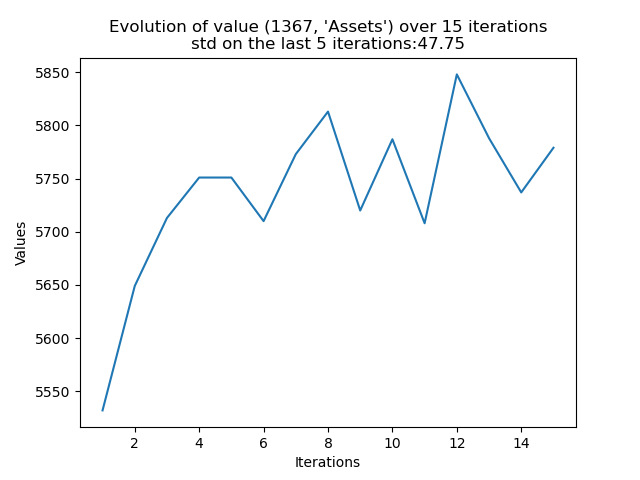 Evolution of value (1367, 'Assets') over 15 iterations
std on the last 5 iterations:47.75
5850
5800
5750
5700
5650
5600
5550
Values
2 4 6 8 10 12 14
Iterations